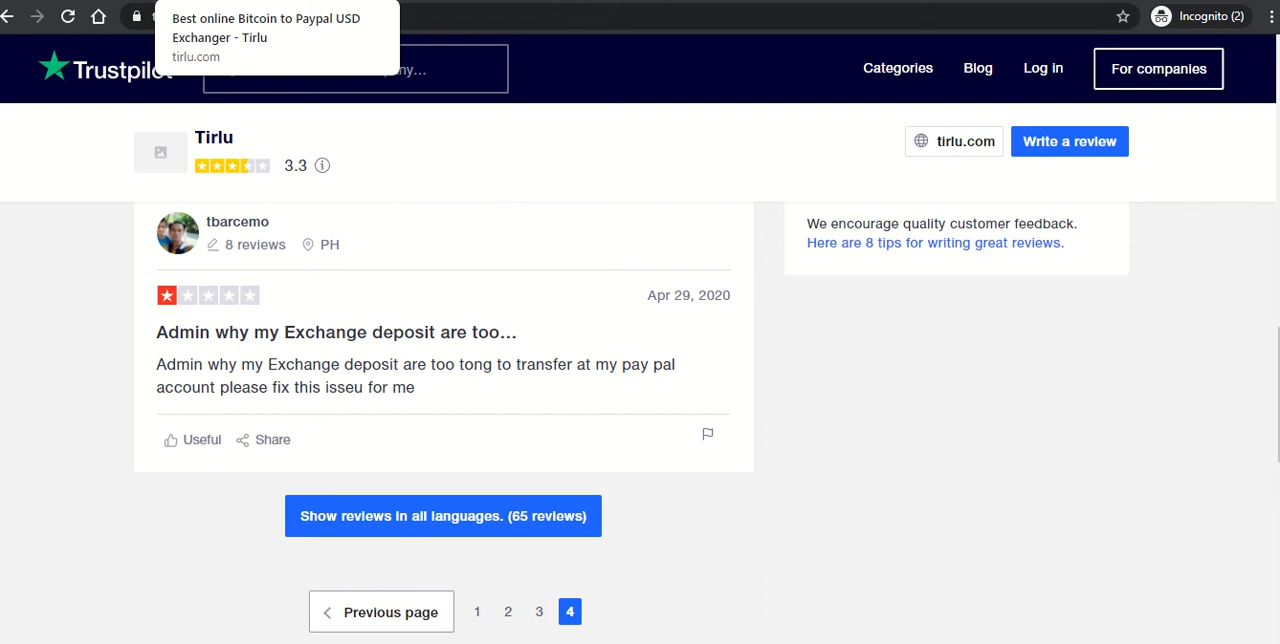 Best online Bitcoin to Paypal USD
Exchanger - Tirlu
tirlu.com
Incognito (2)
Trustpilot
ny…
Categories
Blog
Log in
For companies
Tirlu
3.3
tirlu.com
Write a review
tbarcemo
8 reviews
PH
We encourage quality customer feedback.
Here are 8 tips for writing great reviews.
Apr 29, 2020
Admin why my Exchange deposit are too…
Admin why my Exchange deposit are too tong to transfer at my pay pal
account please fix this isseu for me
Useful
Share
Show reviews in all languages. (65 reviews)
Previous page
1
2
3
4